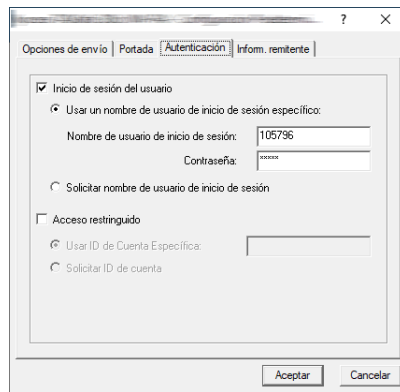 ?
Opciones de envío Portada Autenticación Inform. remitente
Inicio de sesión del usuario
Usar un nombre de usuario de inicio de sesión específico:
Nombre de usuario de inicio de sesión: 105796
Contraseña: xxxxx
Solicitar nombre de usuario de inicio de sesión
Acceso restringuido
Usar ID de Cuenta Específica:
Solicitar ID de cuenta
Aceptar Cancelar